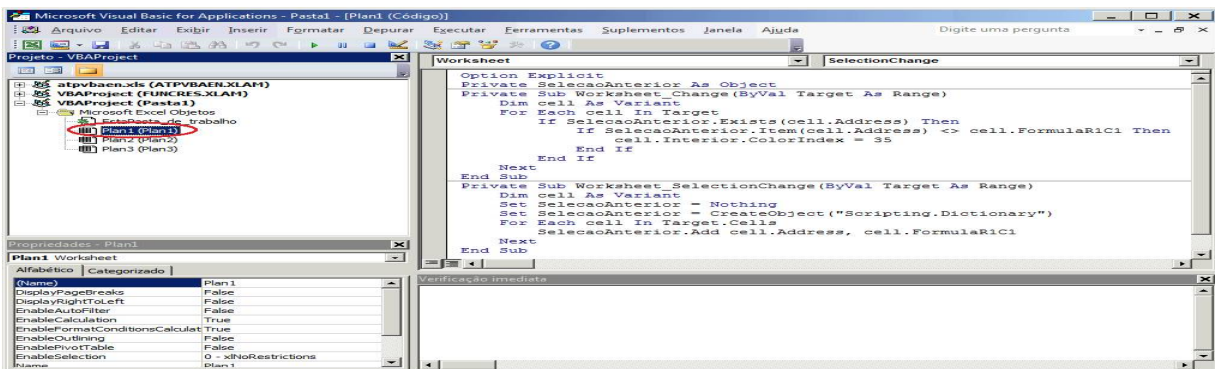 Microsoft Visual Basic for Applications - Pasta1 - [Plan1 (Código)]
Arquivo Editar Exibir Inserir Formatar Depurar Executar Ferramentas Suplementos Janela Ajuda Digite uma pergunta
Projeto - VBAProject
atpvbaen.xls (ATPVBAEN.XLAM)
VBAProject (FUNCRES.XLAM)
VBAProject (Pasta1)
Microsoft Excel Objetos
EstaPasta_de_trabalho
Plan1 (Plan1)
Plan2 (Plan2)
Plan3 (Plan3)
Propriedades - Plan1
Plan1 Worksheet
Alfabético Categorizado
(Name) Plan1
DisplayPageBreaks False
DisplayRightToLeft False
EnableAutoFilter False
EnableCalculation True
EnableFormatConditionsCalculat True
EnableOutlining False
EnablePivotTable False
EnableSelection 0 - xlNoRestrictions
Name Plan1
Worksheet SelectionChange
Option Explicit
Private SelecaoAnterior As Object
Private Sub Worksheet_Change(ByVal Target As Range)
Dim cell As Variant
For Each cell In Target
If SelecaoAnterior.Exists(cell.Address) Then
If SelecaoAnterior.Item(cell.Address) <> cell.FormulaR1C1 Then
cell.Interior.ColorIndex = 35
End If
End If
Next
End Sub
Private Sub Worksheet_SelectionChange(ByVal Target As Range)
Dim cell As Variant
Set SelecaoAnterior = Nothing
Set SelecaoAnterior = CreateObject("Scripting.Dictionary")
For Each cell In Target.Cells
SelecaoAnterior.Add cell.Address, cell.FormulaR1C1
Next
End Sub
Verificação imediata